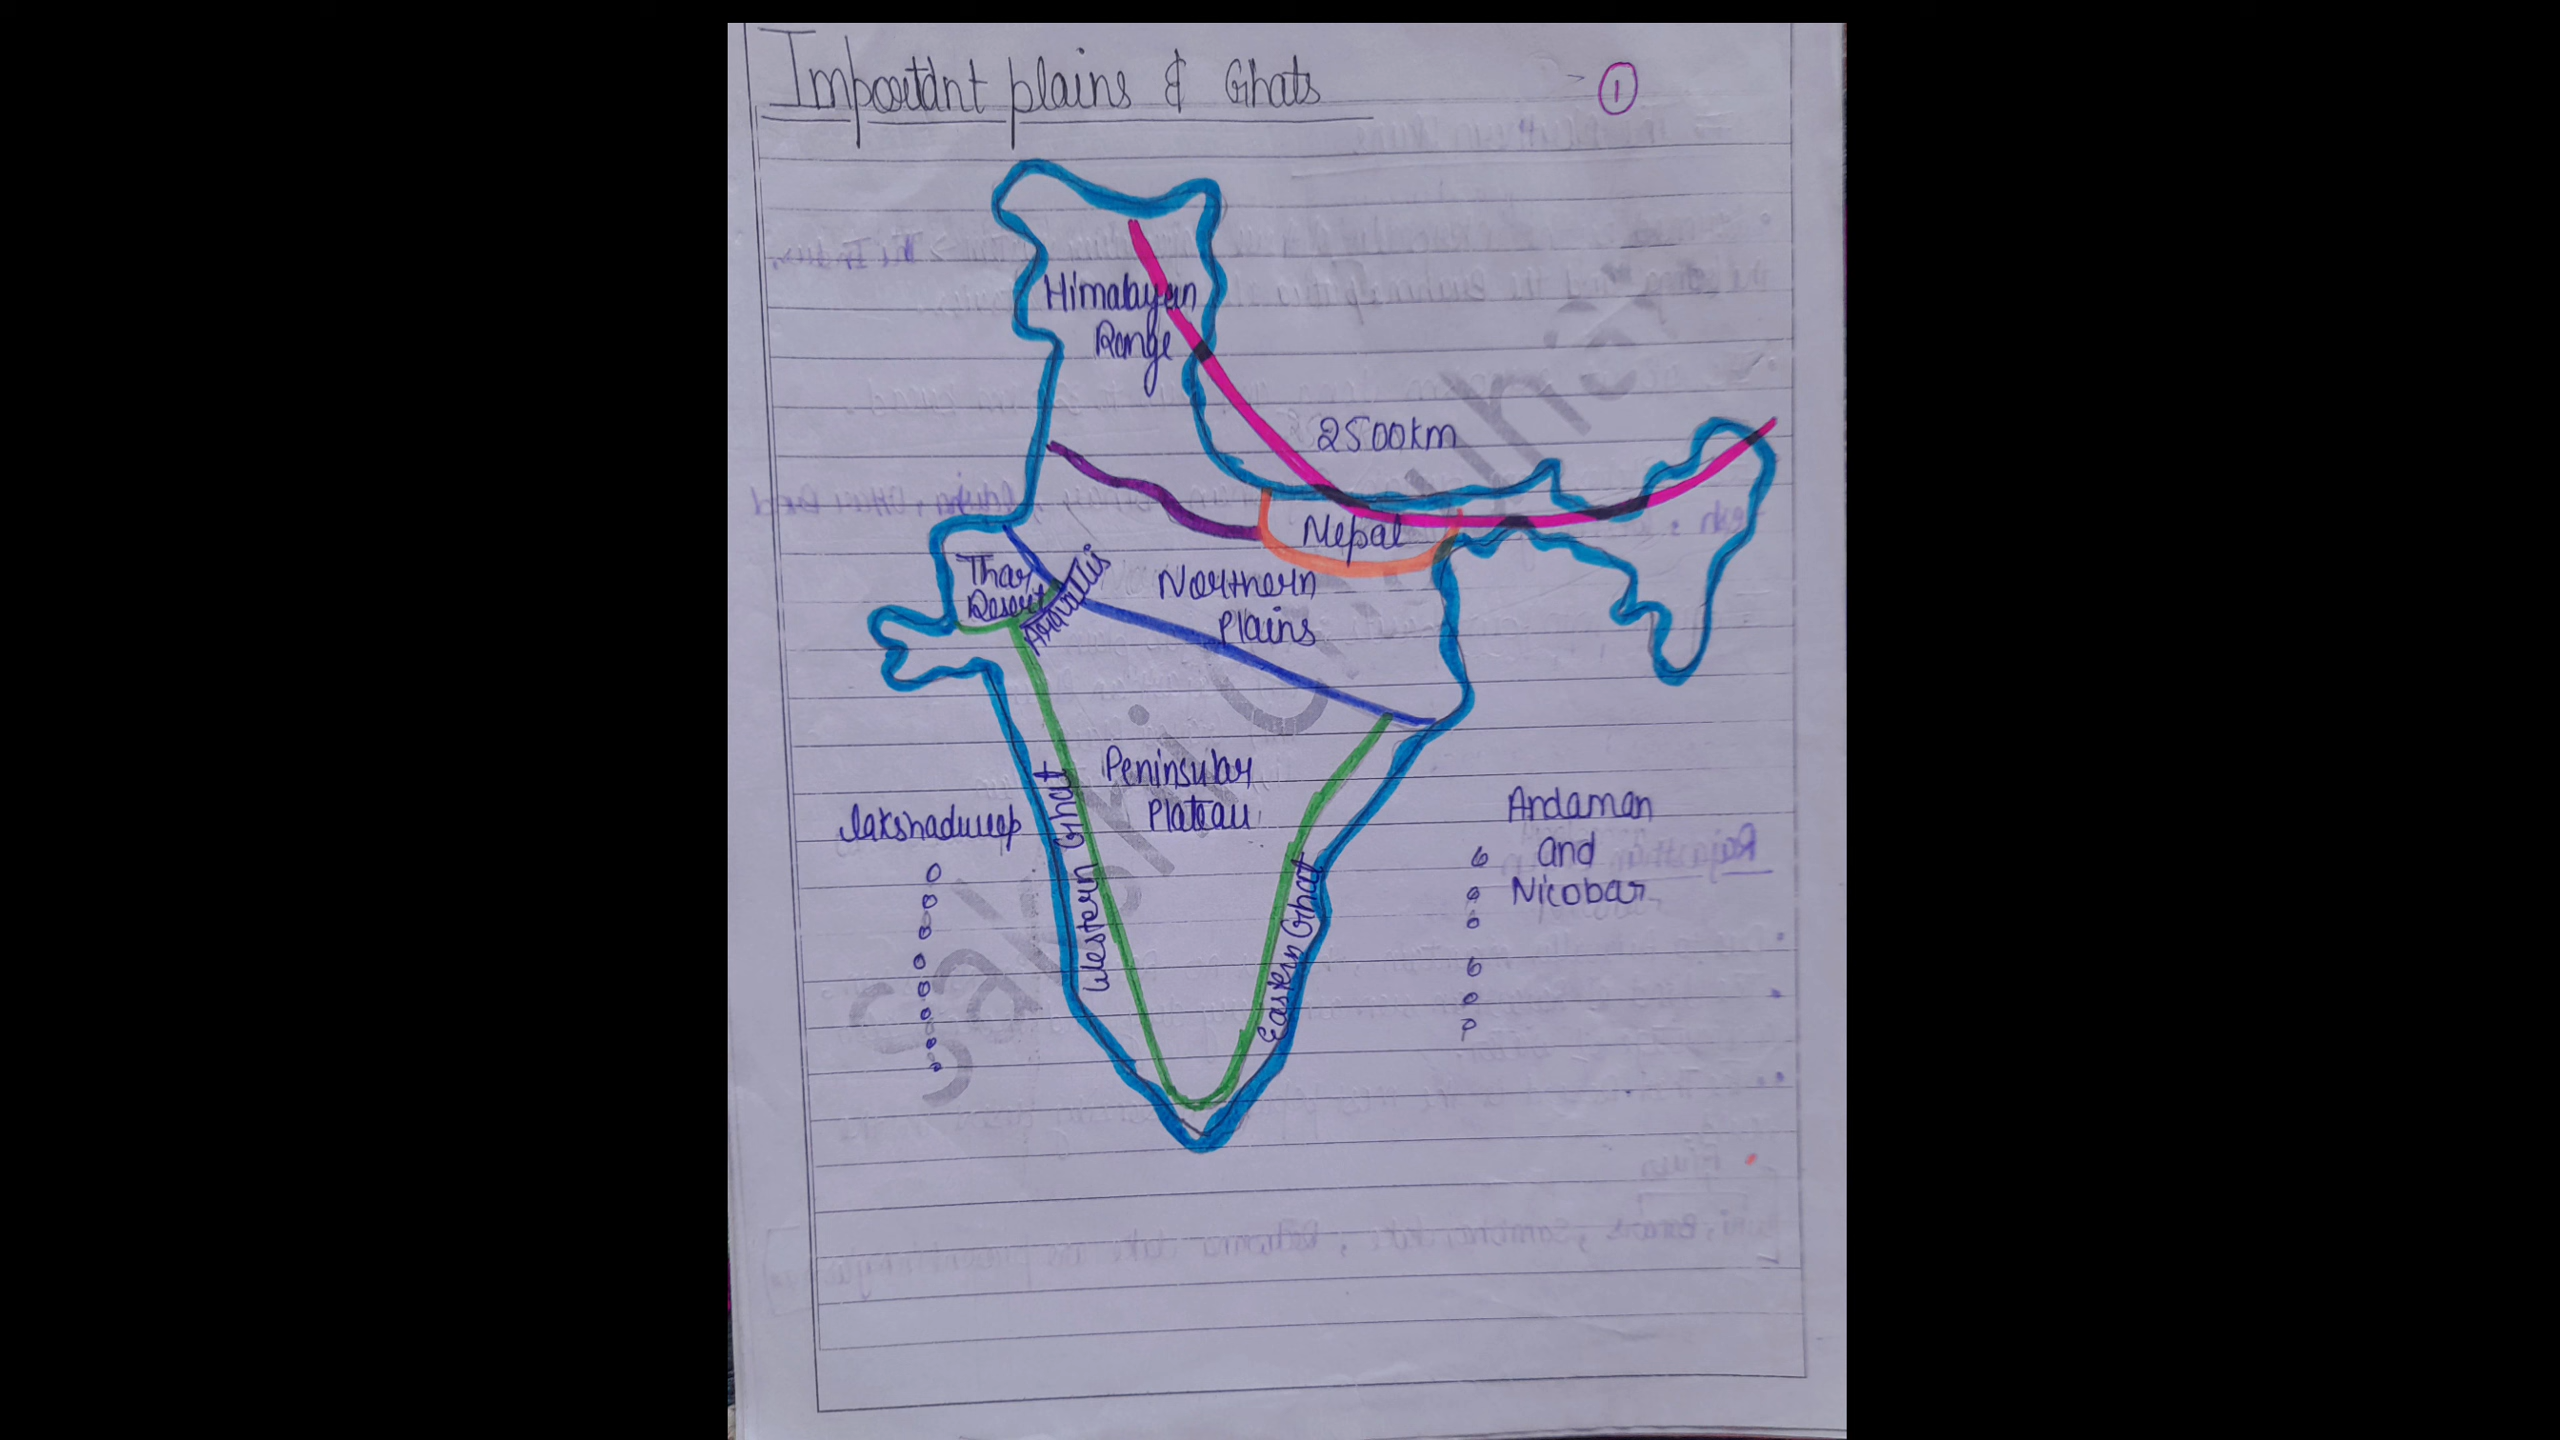 Important plains & Ghats
1
Himalayan
Range
2500km
Nepal
Thar
Desert
Aravallis
Northern
Plains
Peninsular
Plateau
Western Ghat
Eastern Ghat
lakshadweep
Andaman
and
Nicobar
Sakshi